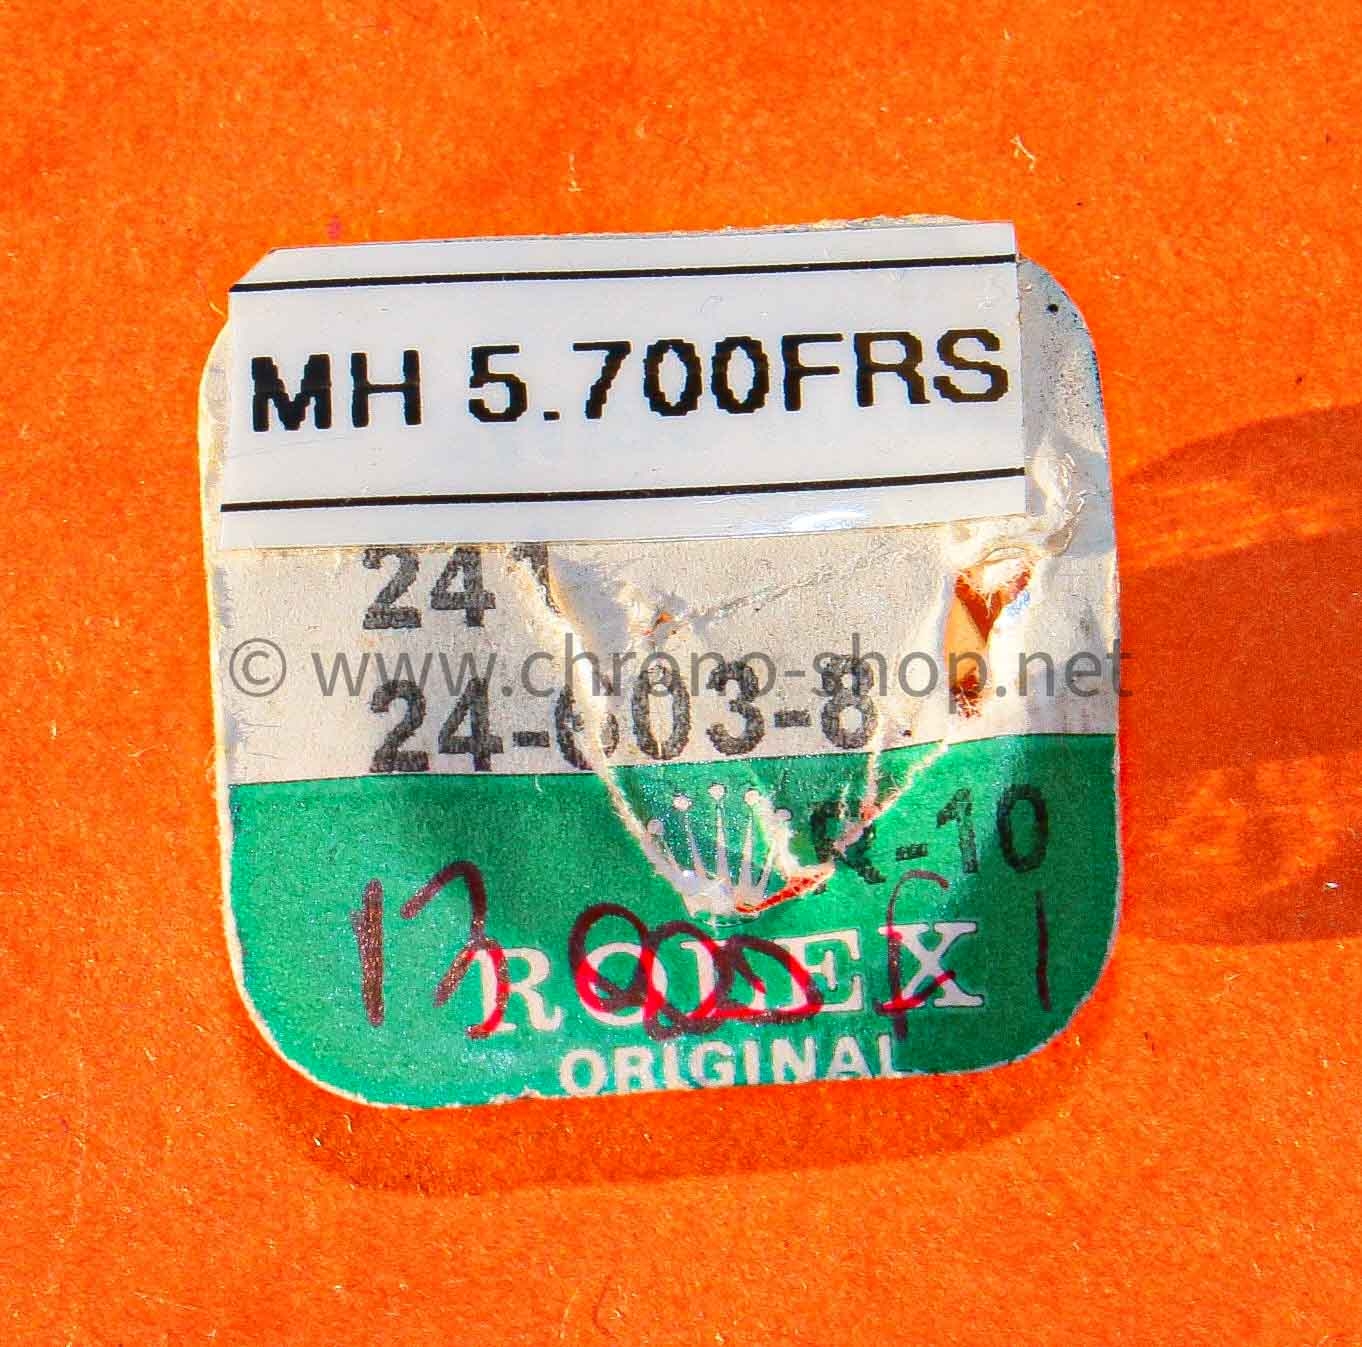 MH 5.700FRS
24
© www.chrono-shop.net
24-603-8
R-10
ROLEX
ORIGINAL